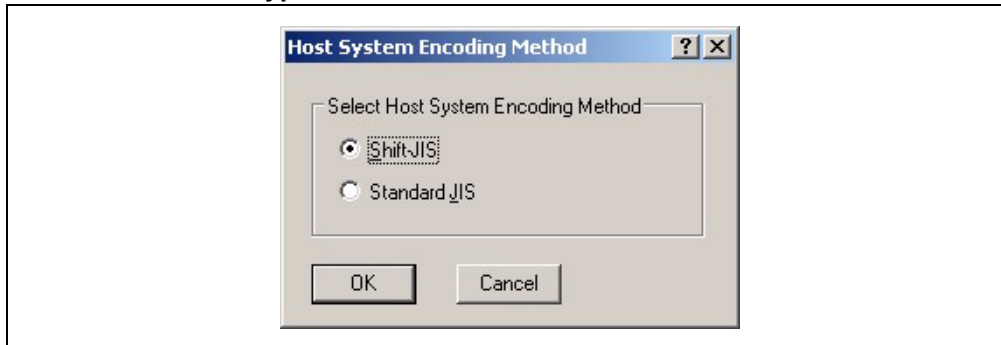 Host System Encoding Method
Select Host System Encoding Method
Shift-JIS
Standard JIS
OK
Cancel